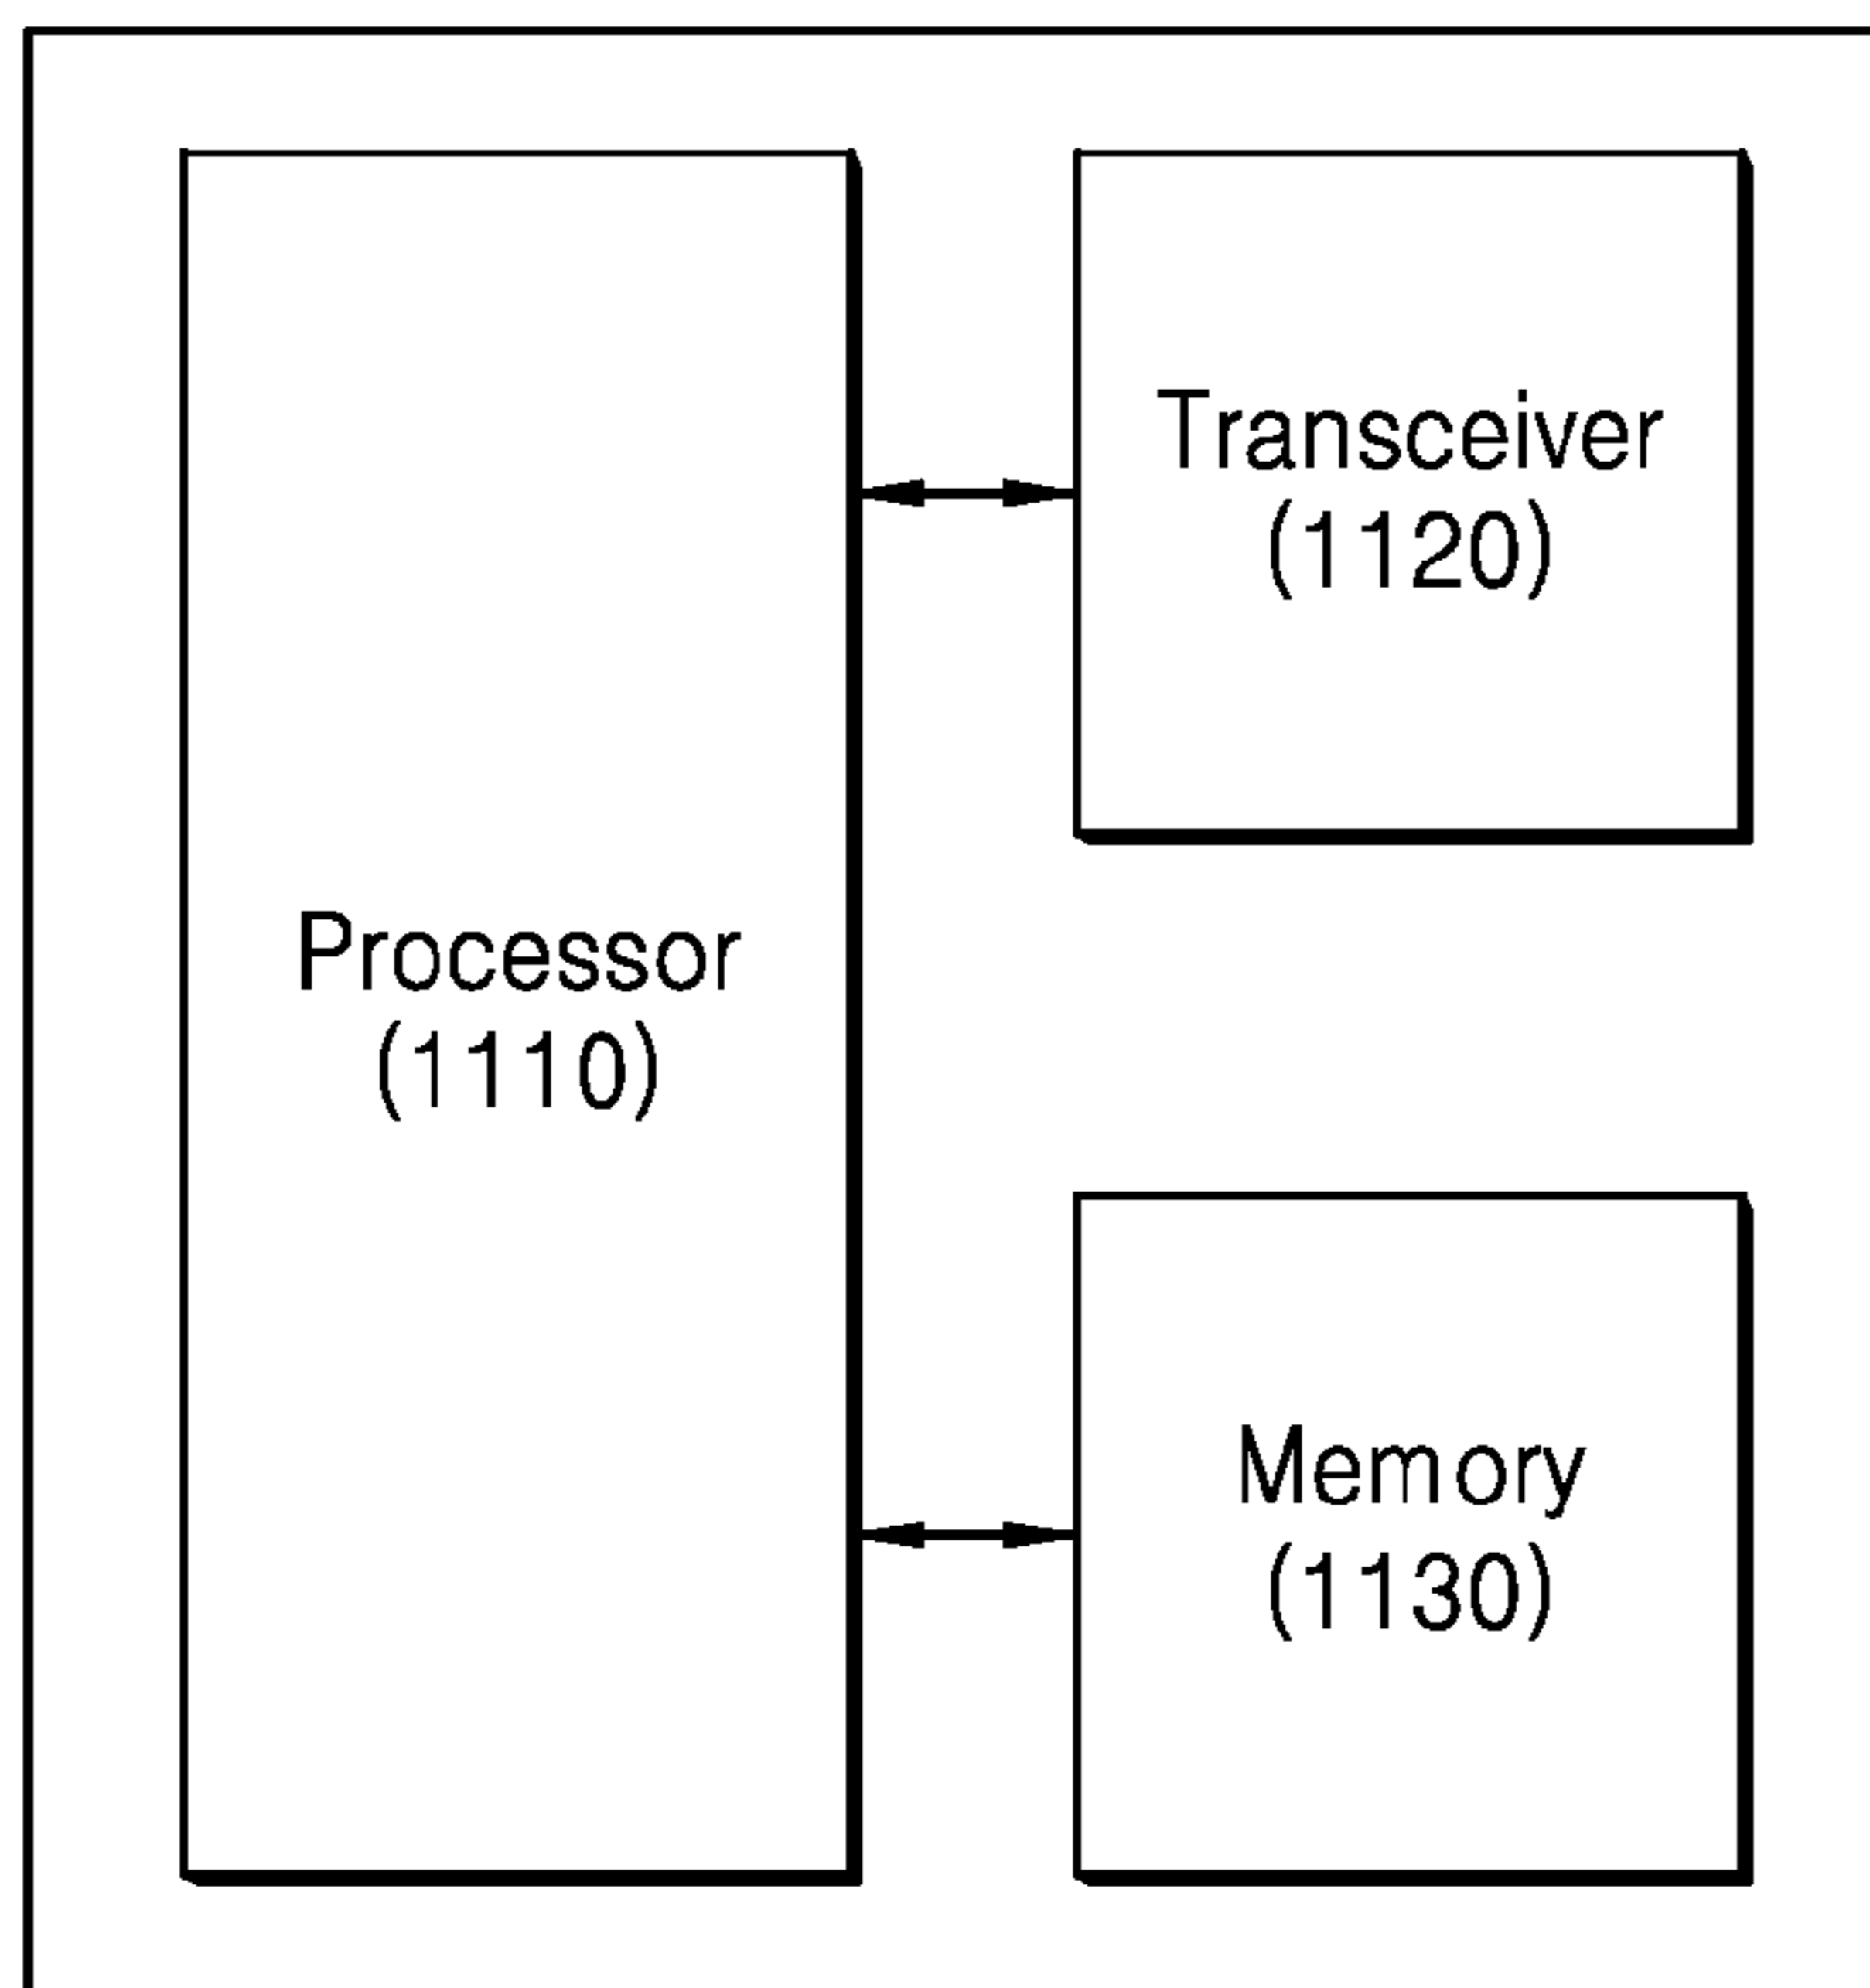 Transceiver
(1120)
Processor
(1110)
Memory
(1130)